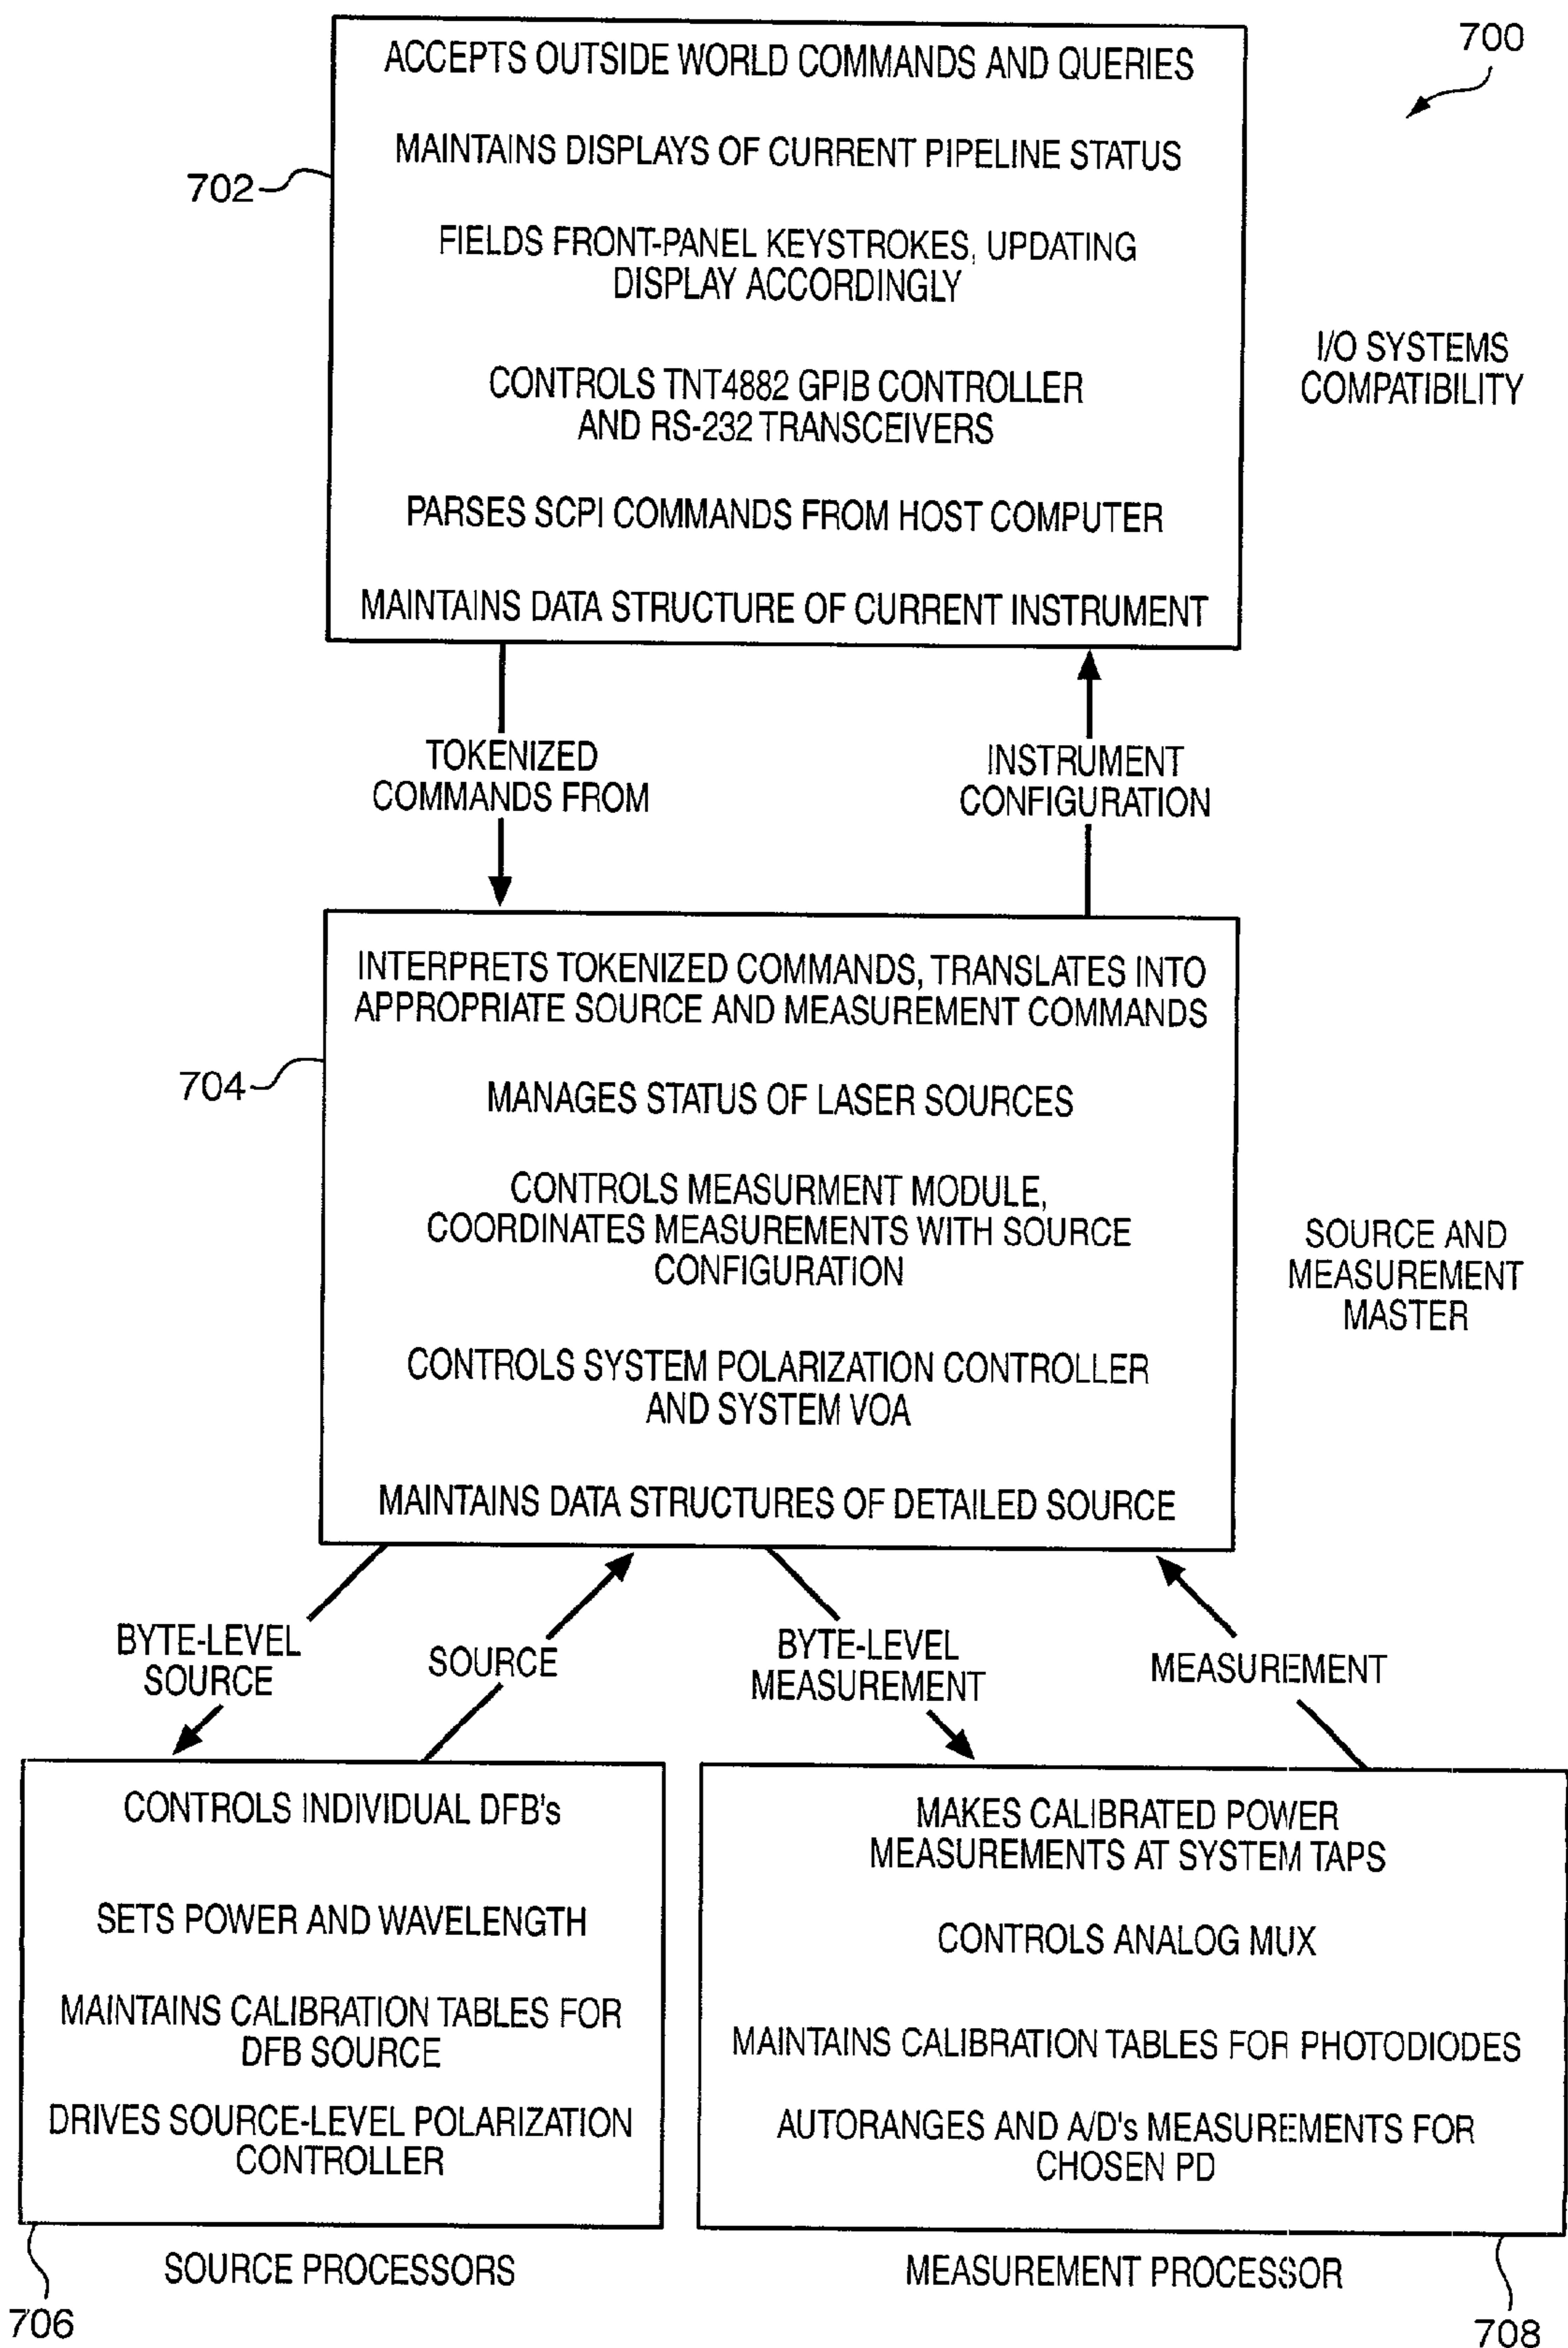 700
ACCEPTS OUTSIDE WORLD COMMANDS AND QUERIES
MAINTAINS DISPLAYS OF CURRENT PIPELINE STATUS
702
FIELDS FRONT-PANEL KEYSTROKES, UPDATING
DISPLAY ACCORDINGLY
I/O SYSTEMS
COMPATIBILITY
CONTROLS TNT4882 GPIB CONTROLLER
AND RS-232 TRANSCEIVERS
PARSES SCPI COMMANDS FROM HOST COMPUTER
MAINTAINS DATA STRUCTURE OF CURRENT INSTRUMENT
TOKENIZED
COMMANDS FROM
INSTRUMENT
CONFIGURATION
INTERPRETS TOKENIZED COMMANDS, TRANSLATES INTO
APPROPRIATE SOURCE AND MEASUREMENT COMMANDS
704
MANAGES STATUS OF LASER SOURCES
CONTROLS MEASURMENT MODULE,
COORDINATES MEASUREMENTS WITH SOURCE
CONFIGURATION
SOURCE AND
MEASUREMENT
MASTER
CONTROLS SYSTEM POLARIZATION CONTROLLER
AND SYSTEM VOA
MAINTAINS DATA STRUCTURES OF DETAILED SOURCE
BYTE-LEVEL
SOURCE
SOURCE
BYTE-LEVEL
MEASUREMENT
MEASUREMENT
CONTROLS INDIVIDUAL DFB's
SETS POWER AND WAVELENGTH
MAINTAINS CALIBRATION TABLES FOR
DFB SOURCE
DRIVES SOURCE-LEVEL POLARIZATION
CONTROLLER
MAKES CALIBRATED POWER
MEASUREMENTS AT SYSTEM TAPS
CONTROLS ANALOG MUX
MAINTAINS CALIBRATION TABLES FOR PHOTODIODES
AUTORANGES AND A/D's MEASUREMENTS FOR
CHOSEN PD
SOURCE PROCESSORS
MEASUREMENT PROCESSOR
706
708